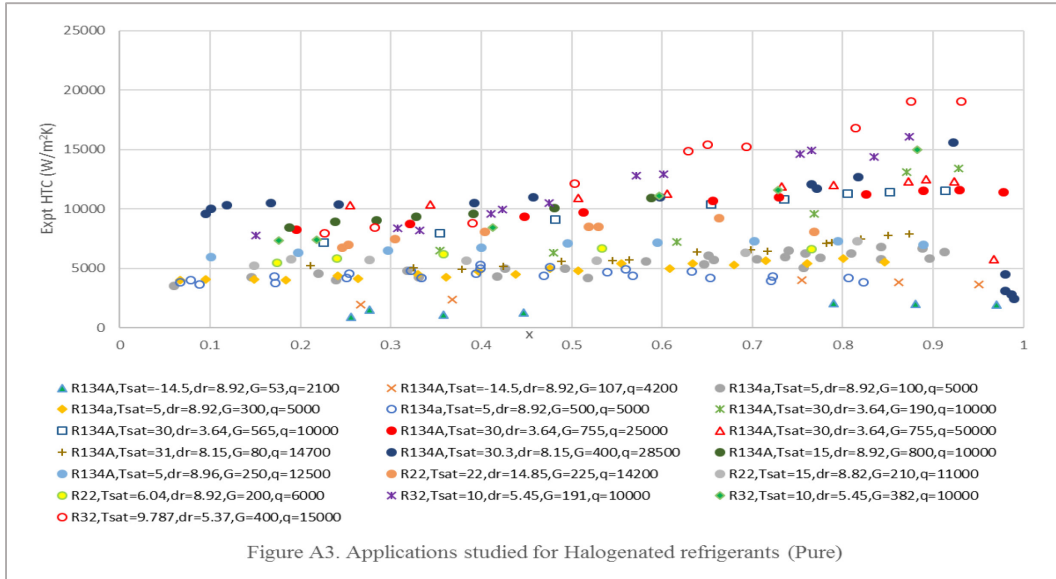 25000
20000
15000
10000
5000
0
Expt HTC (W/m²K)
0 0.1 0.2 0.3 0.4 0.5 0.6 0.7 0.8 0.9 1
x
R134A,Tsat=-14.5,dr=8.92,G=53,q=2100 R134A,Tsat=-14.5,dr=8.92,G=107,q=4200 R134a,Tsat=5,dr=8.92,G=100,q=5000
R134a,Tsat=5,dr=8.92,G=300,q=5000 R134a,Tsat=5,dr=8.92,G=500,q=5000 R134A,Tsat=30,dr=3.64,G=190,q=10000
R134A,Tsat=30,dr=3.64,G=565,q=10000 R134A,Tsat=30,dr=3.64,G=755,q=25000 R134A,Tsat=30,dr=3.64,G=755,q=50000
R134A,Tsat=31,dr=8.15,G=80,q=14700 R134A,Tsat=30.3,dr=8.15,G=400,q=28500 R134A,Tsat=15,dr=8.92,G=800,q=10000
R134A,Tsat=5,dr=8.96,G=250,q=12500 R22,Tsat=22,dr=14.85,G=225,q=14200 R22,Tsat=15,dr=8.82,G=210,q=11000
R22,Tsat=6.04,dr=8.92,G=200,q=6000 R32,Tsat=10,dr=5.45,G=191,q=10000 R32,Tsat=10,dr=5.45,G=382,q=10000
R32,Tsat=9.787,dr=5.37,G=400,q=15000
Figure A3. Applications studied for Halogenated refrigerants (Pure)